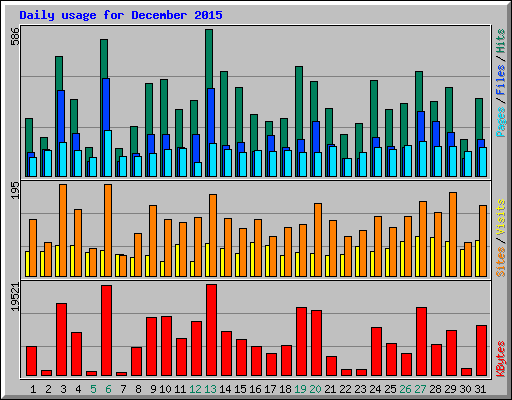 Daily usage for December 2015
586
Pages / Files / Hits
195
Sites / Visits
19521
KBytes
1 2 3 4 5 6 7 8 9 10 11 12 13 14 15 16 17 18 19 20 21 22 23 24 25 26 27 28 29 30 31